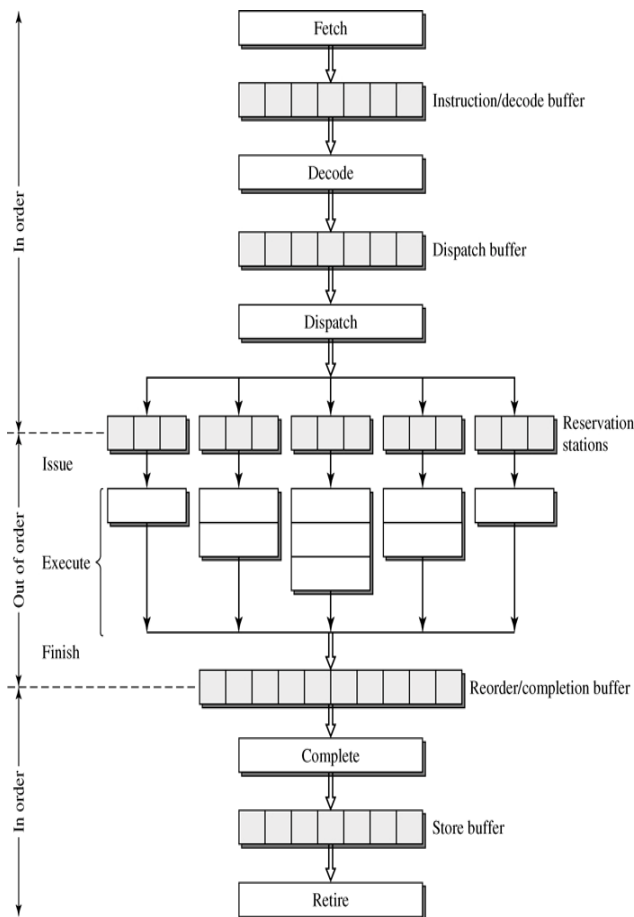 Fetch
Instruction/decode buffer
Decode
In order
Dispatch buffer
Dispatch
Reservation
stations
Issue
Execute
Out of order
Finish
Reorder/completion buffer
Complete
In order
Store buffer
Retire